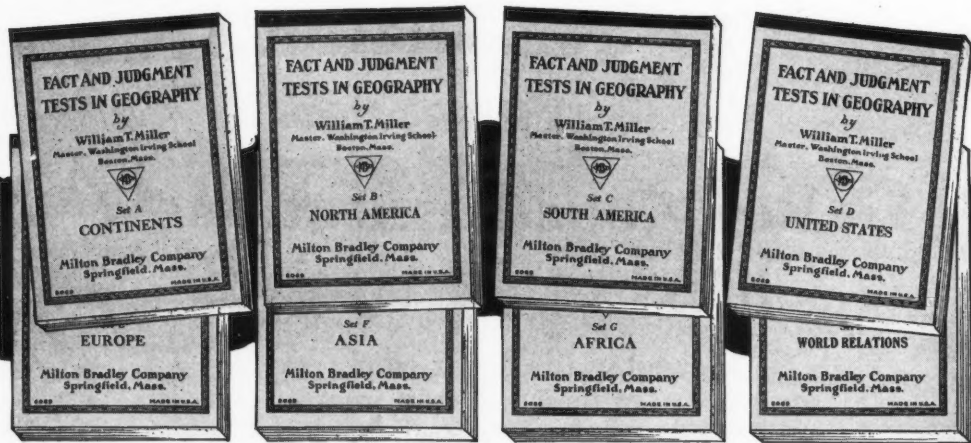 FACT AND JUDGMENT
TESTS IN GEOGRAPHY
by
William T. Miller
Master, Washington Irving School
Boston, Mass.
Set A
CONTINENTS
Milton Bradley Company
Springfield, Mass.
MADE IN U.S.A.
FACT AND JUDGMENT
TESTS IN GEOGRAPHY
by
William T. Miller
Master, Washington Irving School
Boston, Mass.
Set B
NORTH AMERICA
Milton Bradley Company
Springfield, Mass.
MADE IN U.S.A.
FACT AND JUDGMENT
TESTS IN GEOGRAPHY
by
William T. Miller
Master, Washington Irving School
Boston, Mass.
Set C
SOUTH AMERICA
Milton Bradley Company
Springfield, Mass.
MADE IN U.S.A.
FACT AND JUDGMENT
TESTS IN GEOGRAPHY
by
William T. Miller
Master, Washington Irving School
Boston, Mass.
Set D
UNITED STATES
Milton Bradley Company
Springfield, Mass.
MADE IN U.S.A.
EUROPE
Milton Bradley Company
Springfield, Mass.
MADE IN U.S.A.
Set F
ASIA
Milton Bradley Company
Springfield, Mass.
MADE IN U.S.A.
Set G
AFRICA
Milton Bradley Company
Springfield, Mass.
MADE IN U.S.A.
WORLD RELATIONS
Milton Bradley Company
Springfield, Mass.
MADE IN U.S.A.